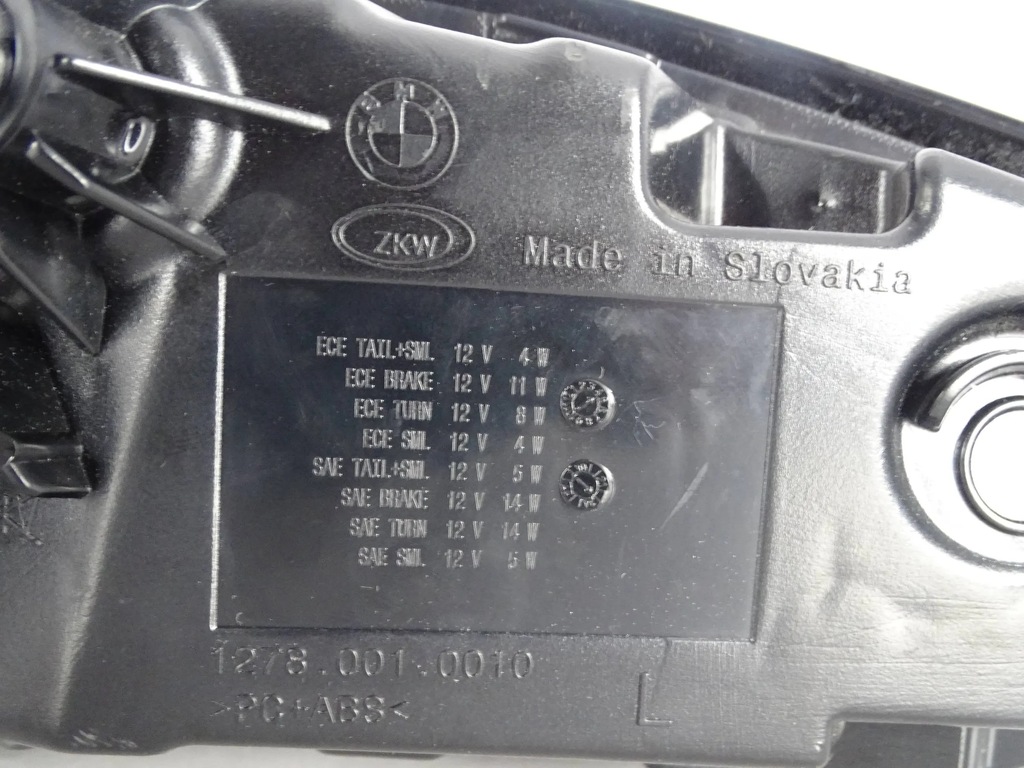 BMW
ZKW
Made in Slovakia
ECE TAIL+SML 12 V 4 W
ECE BRAKE 12 V 11 W
ECE TURN 12 V 8 W
ECE SML 12 V 4 W
SAE TAIL+SML 12 V 5 W
SAE BRAKE 12 V 14 W
SAE TURN 12 V 14 W
SAE SML 12 V 5 W
1278.001.0010
>PC+ABS<
L